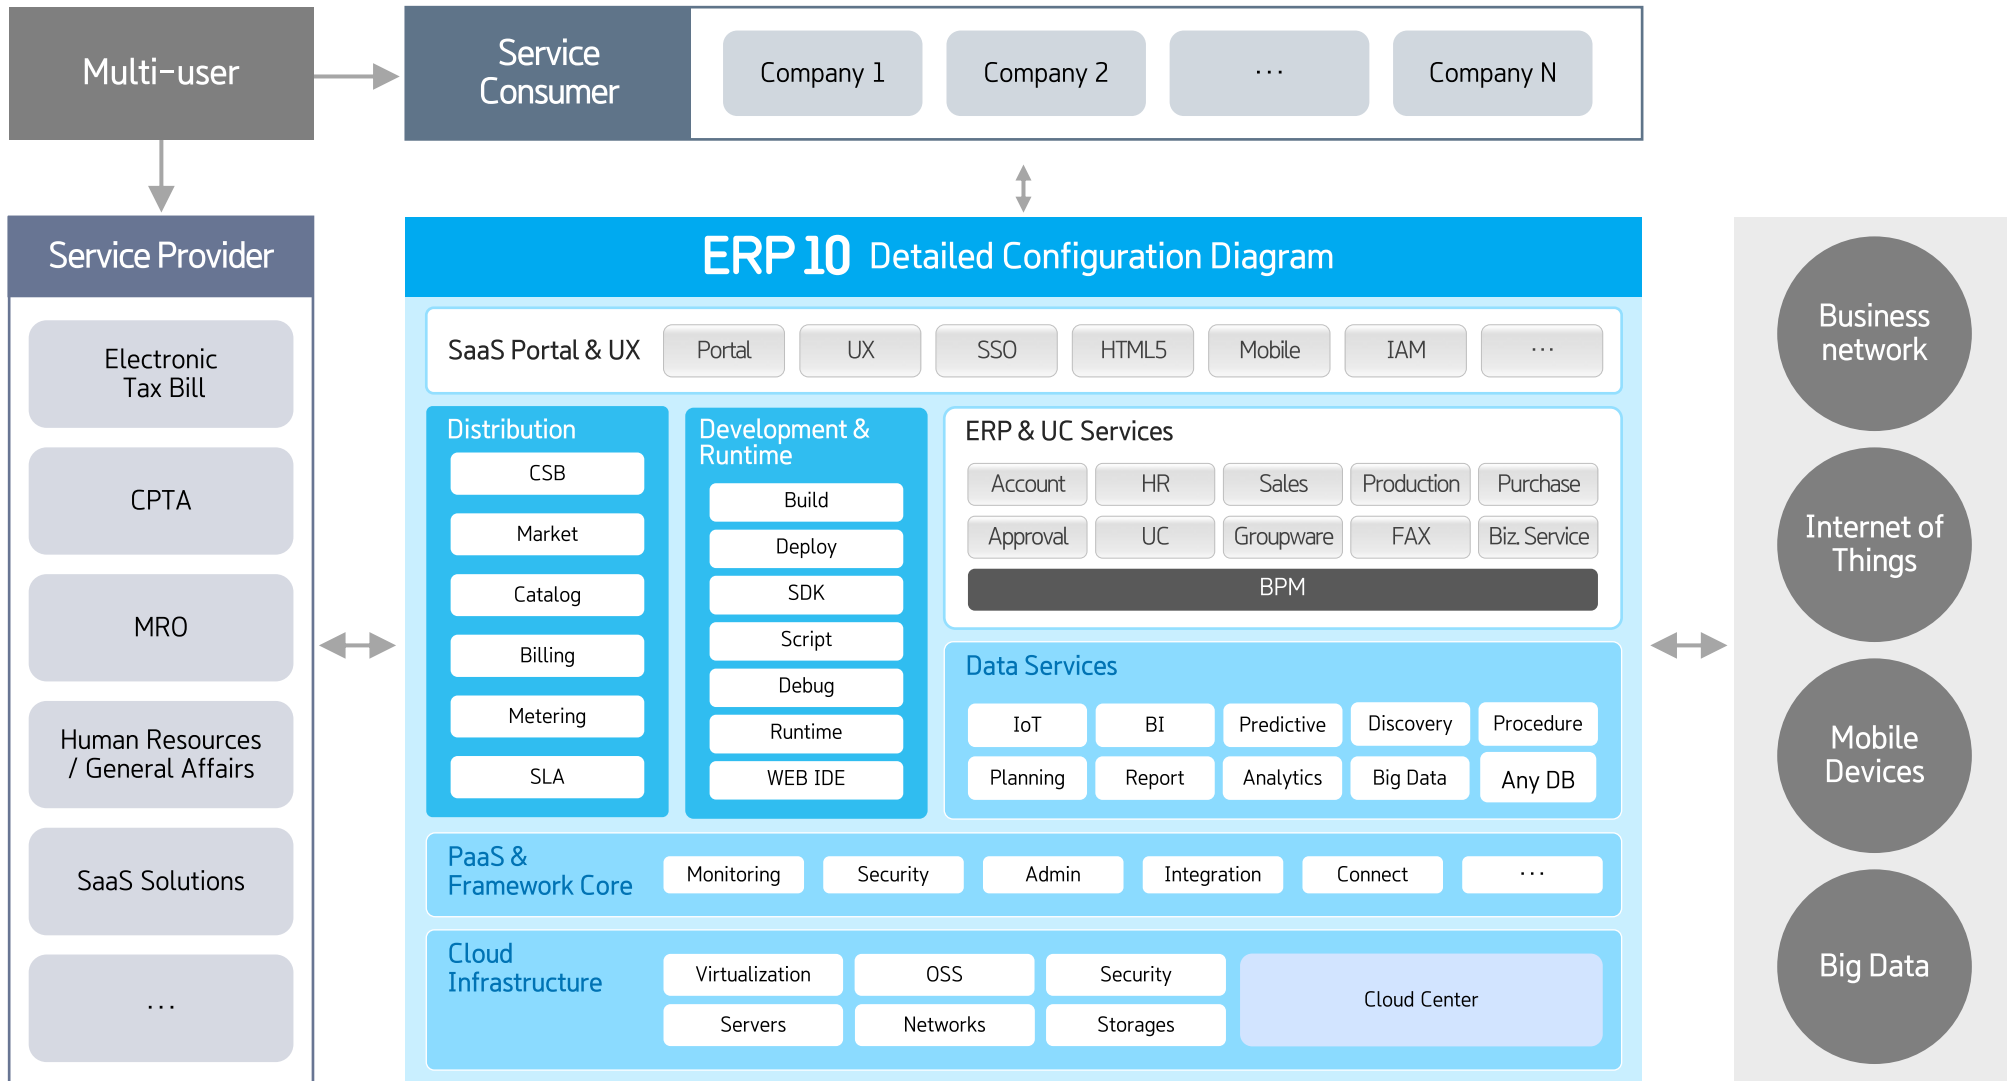 Multi-user
Service
Consumer
Company 1
Company 2
...
Company N
Service Provider
Electronic
Tax Bill
CPTA
MRO
Human Resources
/ General Affairs
SaaS Solutions
...
ERP 10 Detailed Configuration Diagram
SaaS Portal & UX
Portal
UX
SSO
HTML5
Mobile
IAM
...
Distribution
CSB
Market
Catalog
Billing
Metering
SLA
Development &
Runtime
Build
Deploy
SDK
Script
Debug
Runtime
WEB IDE
ERP & UC Services
Account
HR
Sales
Production
Purchase
Approval
UC
Groupware
FAX
Biz. Service
BPM
Data Services
IoT
BI
Predictive
Discovery
Procedure
Planning
Report
Analytics
Big Data
Any DB
PaaS &
Framework Core
Monitoring
Security
Admin
Integration
Connect
...
Cloud
Infrastructure
Virtualization
OSS
Security
Servers
Networks
Storages
Cloud Center
Business
network
Internet of
Things
Mobile
Devices
Big Data